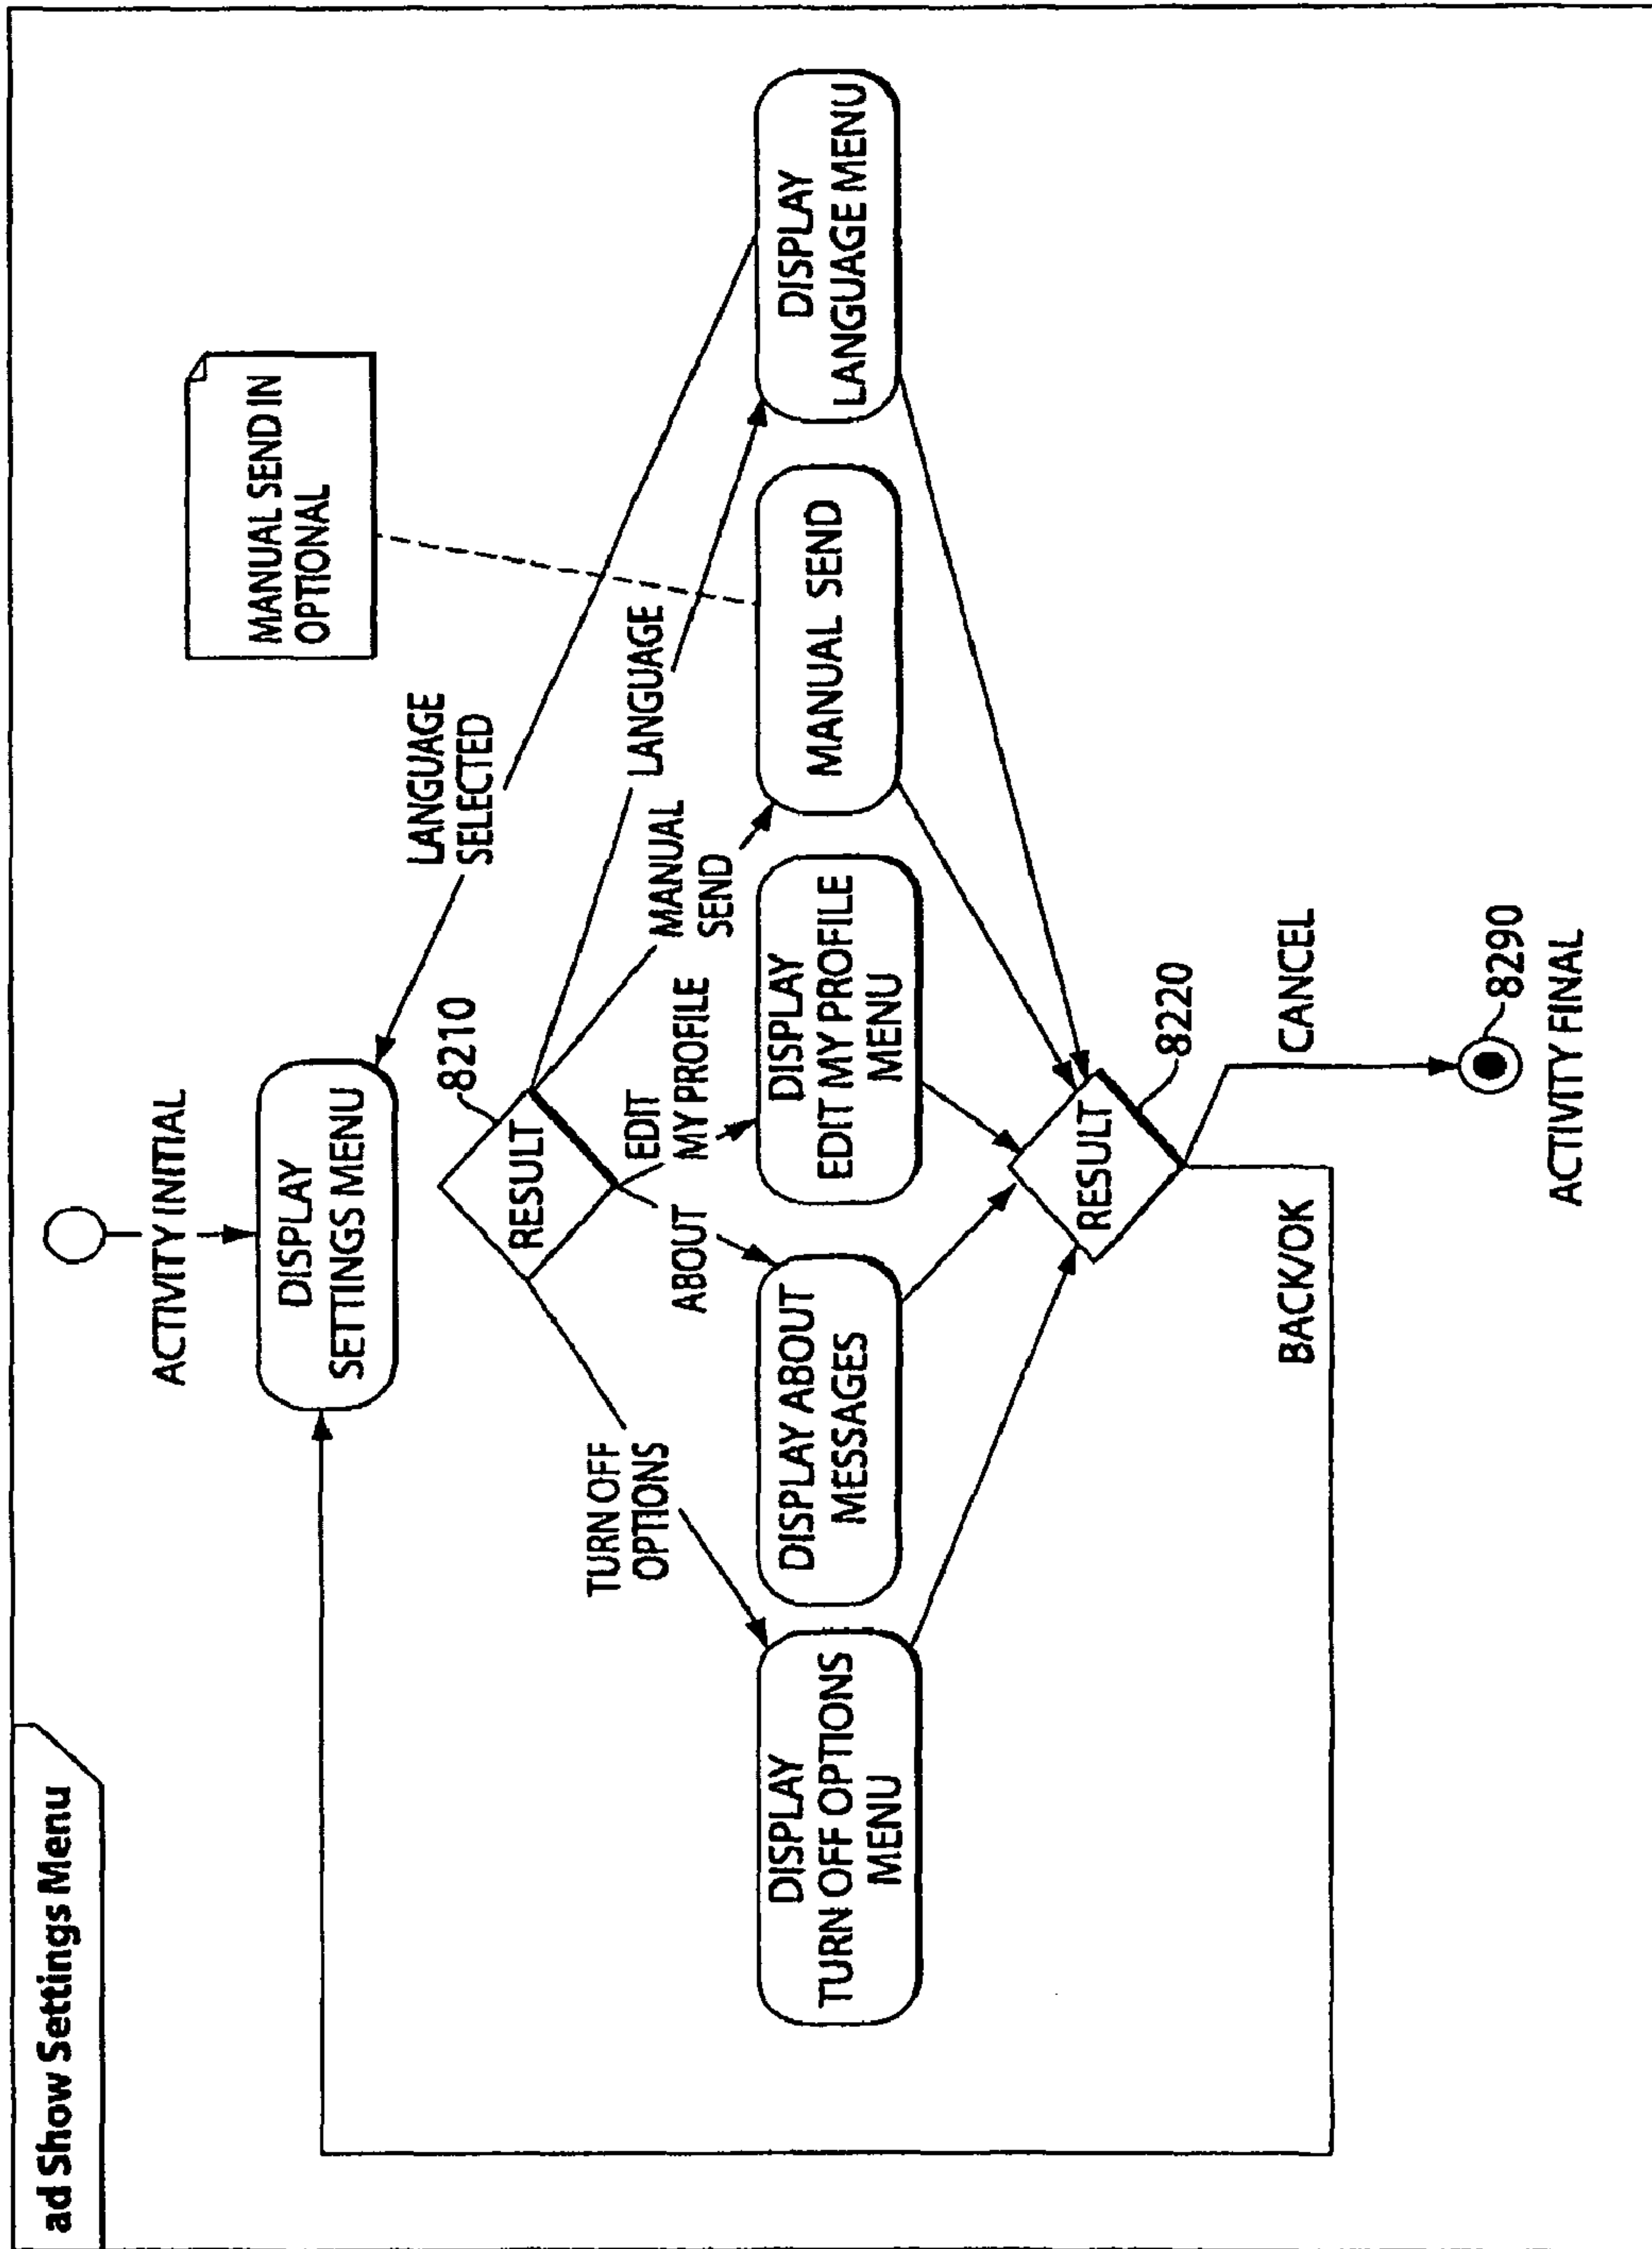 ad Show Settings Menu
ACTIVITY INITIAL
DISPLAY
SETTINGS MENU
MANUAL SEND IN
OPTIONAL
LANGUAGE
SELECTED
8210
RESULT
TURN OFF
OPTIONS
ABOUT
EDIT
MY PROFILE
MANUAL
SEND
LANGUAGE
DISPLAY
TURN OFF OPTIONS
MENU
DISPLAY ABOUT
MESSAGES
DISPLAY
EDIT MY PROFILE
MENU
MANUAL SEND
DISPLAY
LANGUAGE MENU
RESULT
8220
BACK/OK
CANCEL
8290
ACTIVITY FINAL